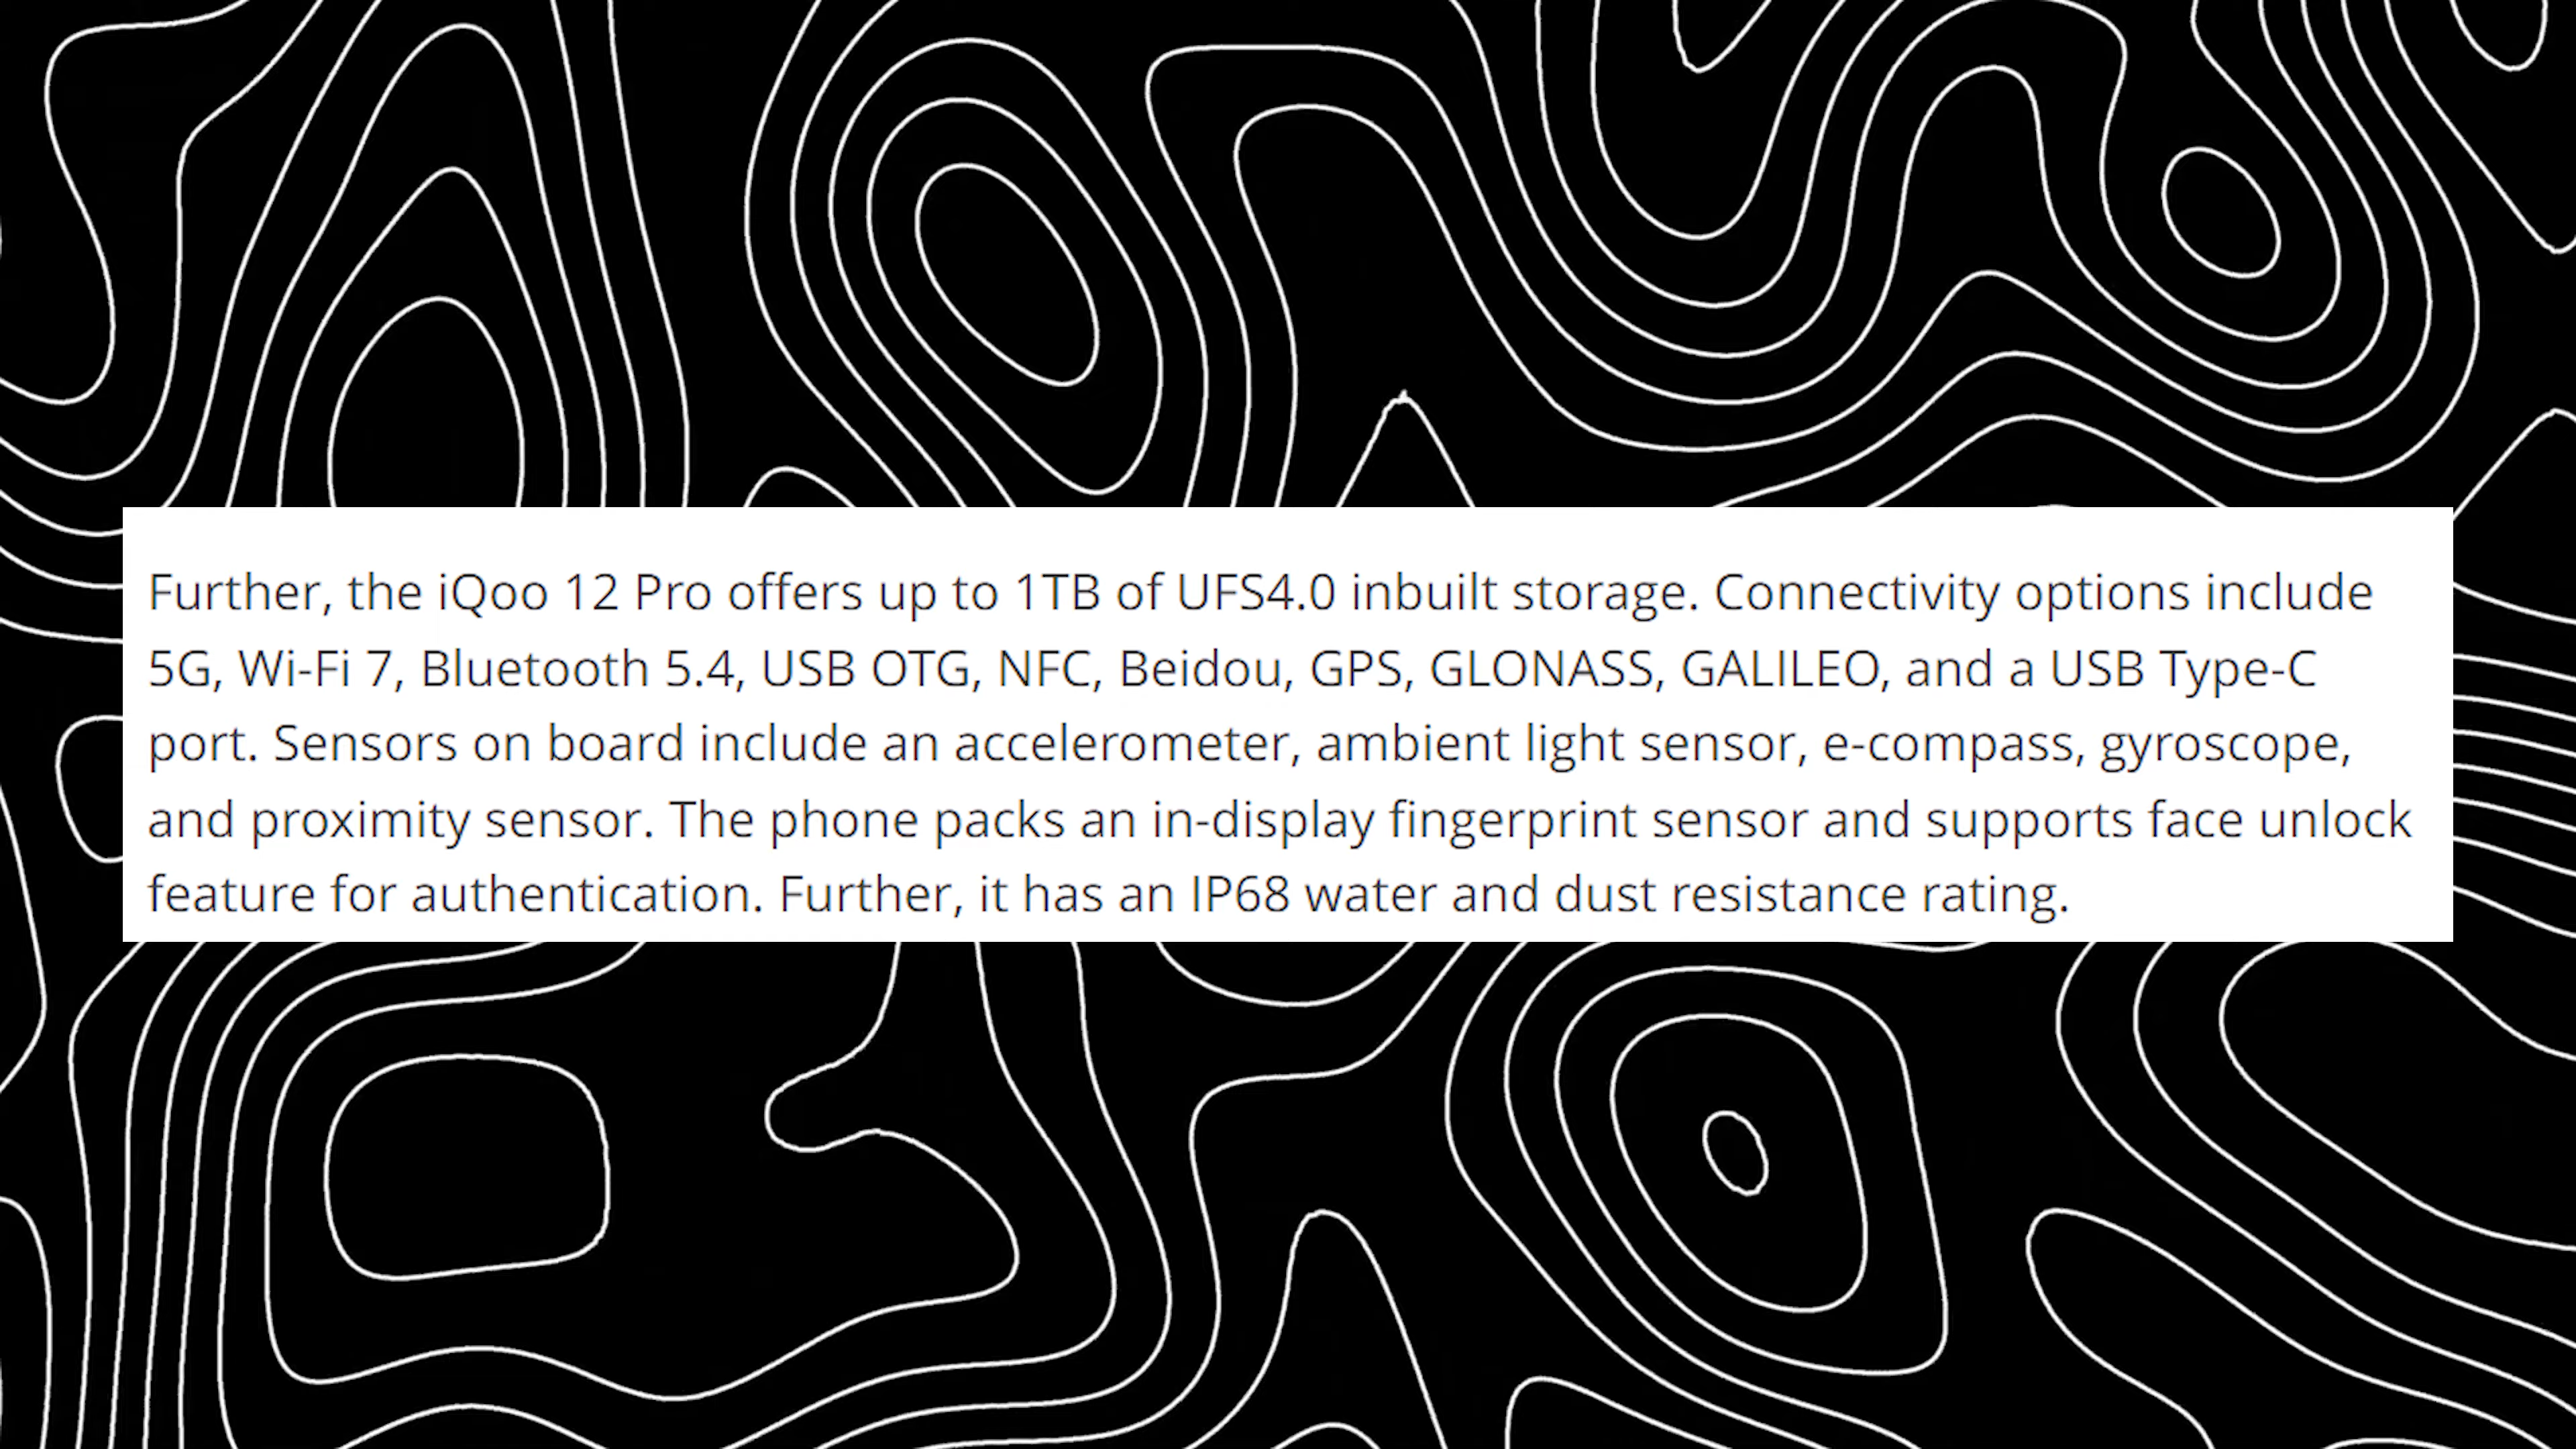 Further, the iQoo 12 Pro offers up to 1TB of UFS4.0 inbuilt storage. Connectivity options include
5G, Wi-Fi 7, Bluetooth 5.4, USB OTG, NFC, Beidou, GPS, GLONASS, GALILEO, and a USB Type-C
port. Sensors on board include an accelerometer, ambient light sensor, e-compass, gyroscope,
and proximity sensor. The phone packs an in-display fingerprint sensor and supports face unlock
feature for authentication. Further, it has an IP68 water and dust resistance rating.